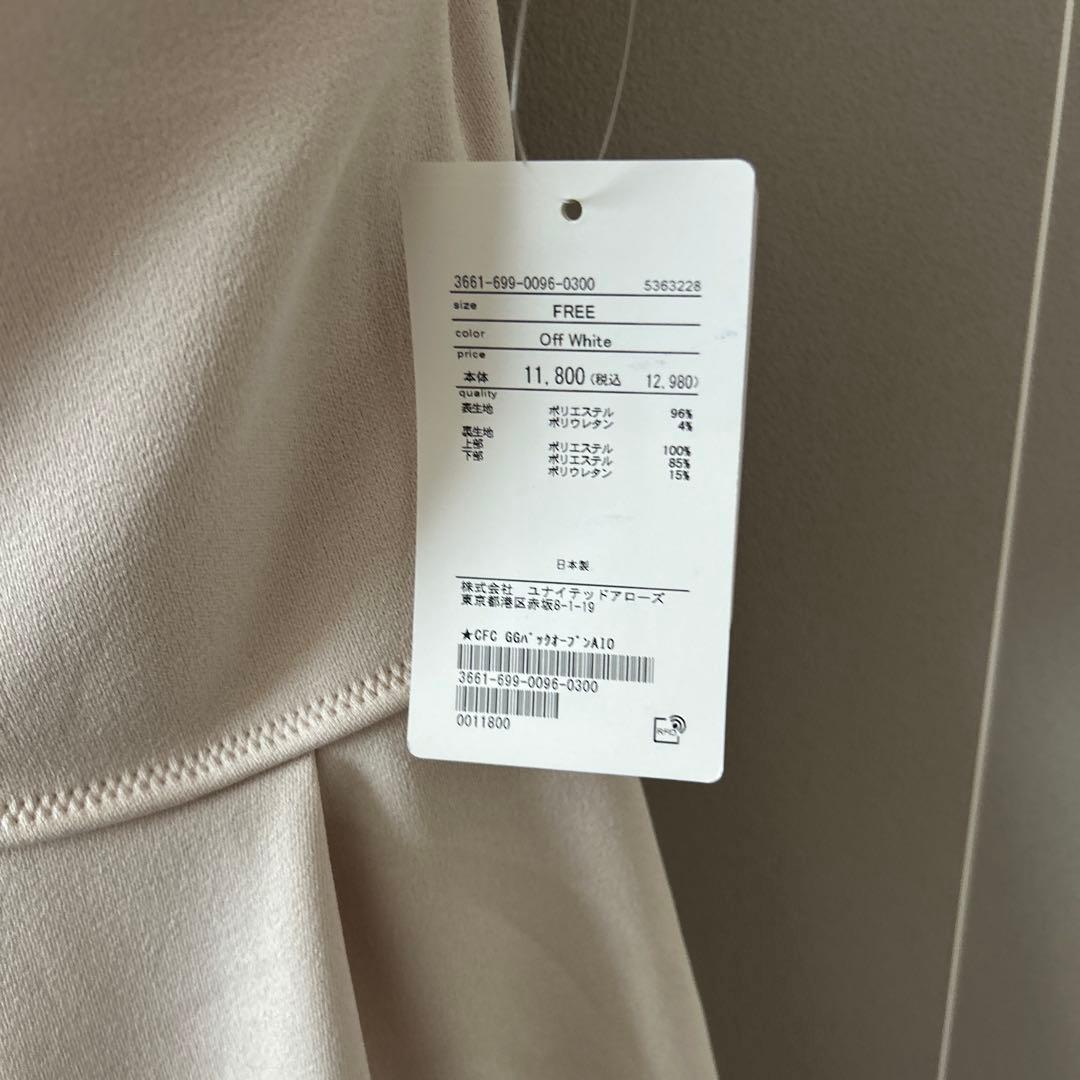 3661-699-0096-0300 5363228
size FREE
color Off White
price
本体 11,800 (税込 12,980)
quality
表生地 ポリエステル 96%
ポリウレタン 4%
裏生地
上部 ポリエステル 100%
下部 ポリエステル 85%
ポリウレタン 15%
日本製
株式会社 ユナイテッドアローズ
東京都港区赤坂8-1-19
★CFC GGバックオープンAIO
3661-699-0096-0300
0011800
RFID